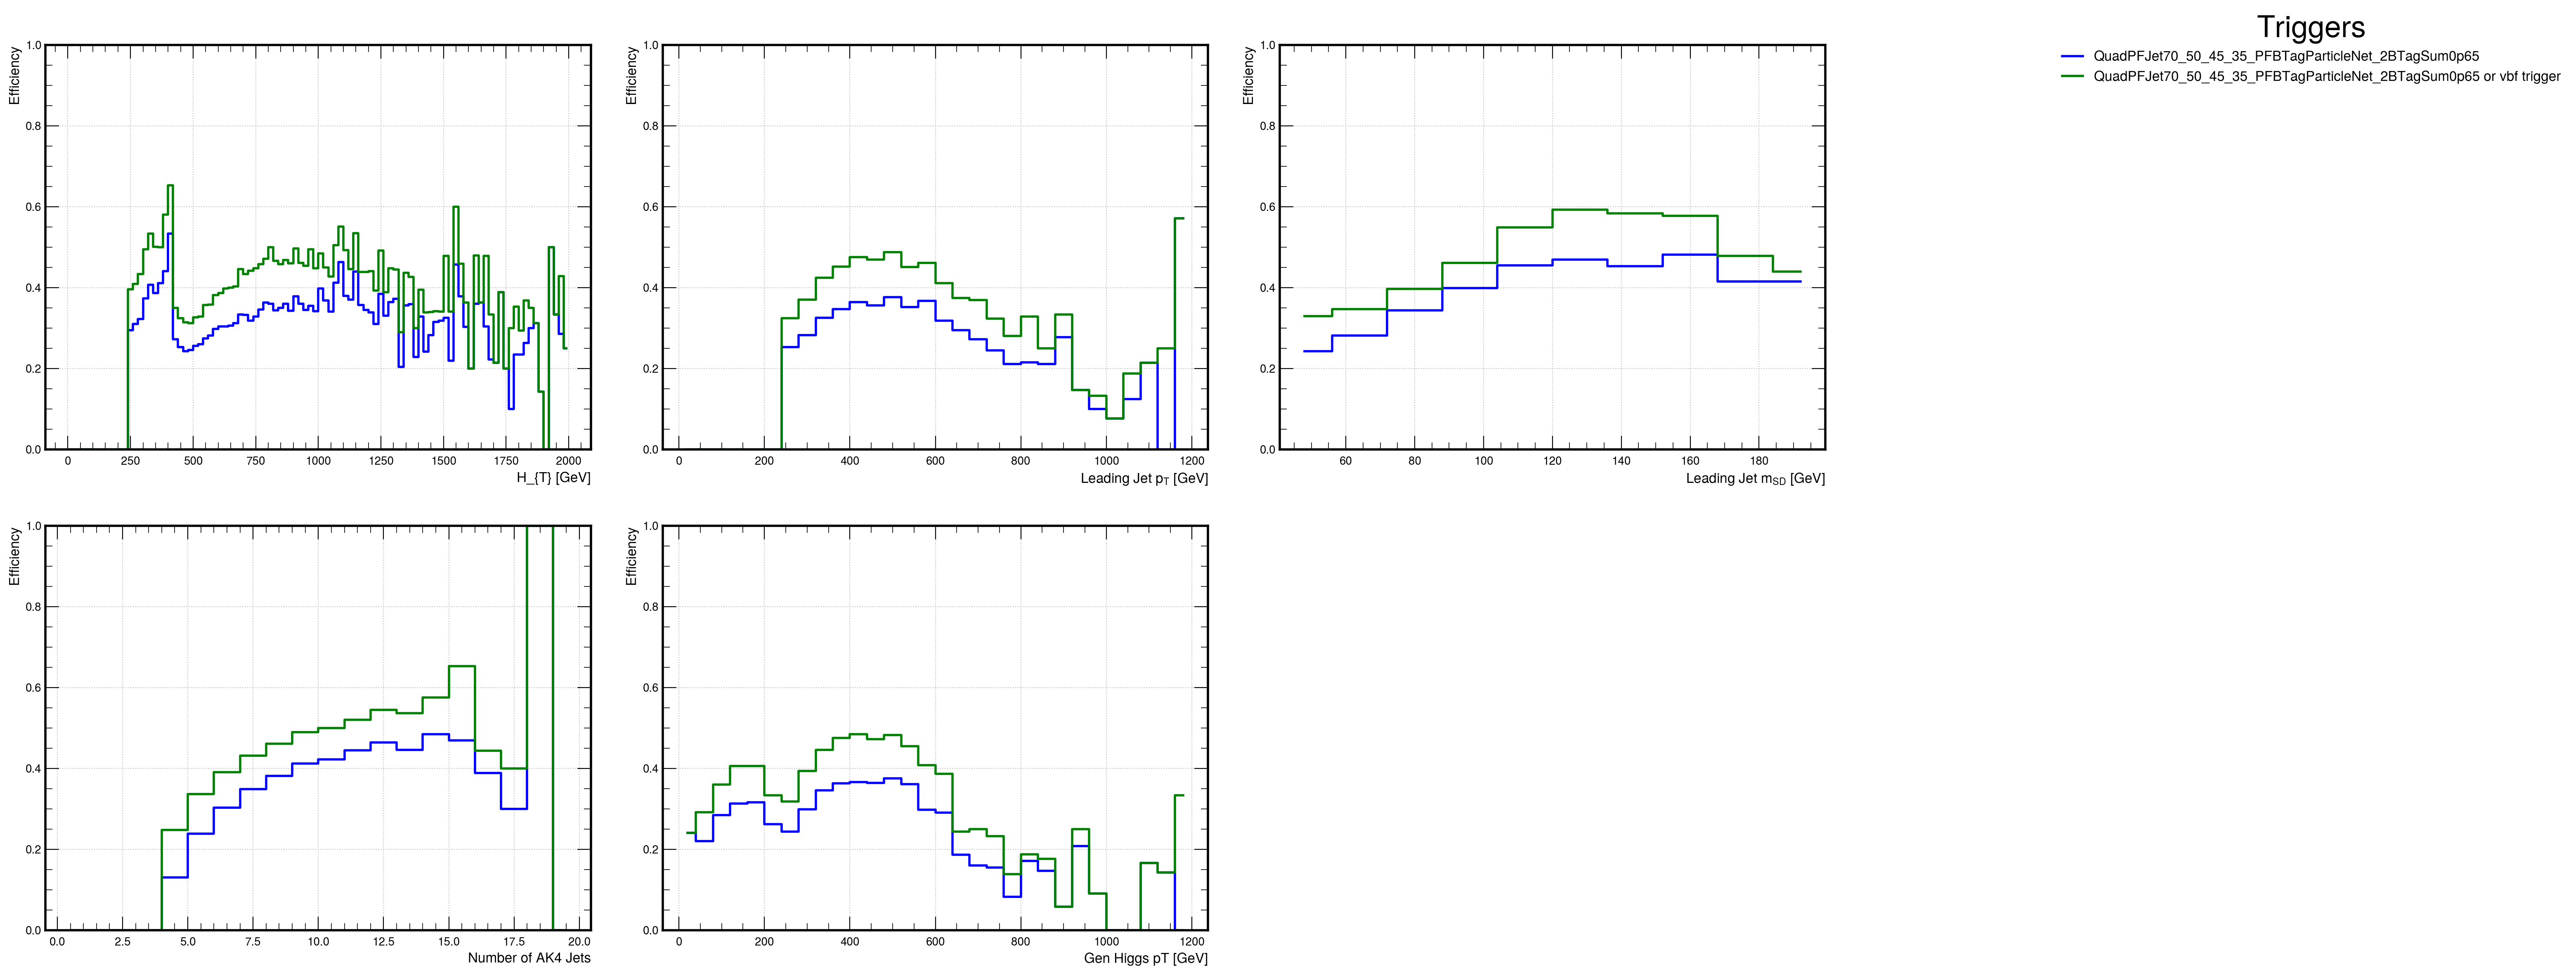 Triggers
QuadPFJet70_50_45_35_PFBTagParticleNet_2BTagSum0p65
QuadPFJet70_50_45_35_PFBTagParticleNet_2BTagSum0p65 or vbf trigger
Efficiency
1.0
0.8
0.6
0.4
0.2
0.0
0 250 500 750 1000 1250 1500 1750 2000
H_{T} [GeV]
Efficiency
1.0
0.8
0.6
0.4
0.2
0.0
0 200 400 600 800 1000 1200
Leading Jet pT [GeV]
Efficiency
1.0
0.8
0.6
0.4
0.2
0.0
60 80 100 120 140 160 180
Leading Jet mSD [GeV]
Efficiency
1.0
0.8
0.6
0.4
0.2
0.0
0.0 2.5 5.0 7.5 10.0 12.5 15.0 17.5 20.0
Number of AK4 Jets
Efficiency
1.0
0.8
0.6
0.4
0.2
0.0
0 200 400 600 800 1000 1200
Gen Higgs pT [GeV]